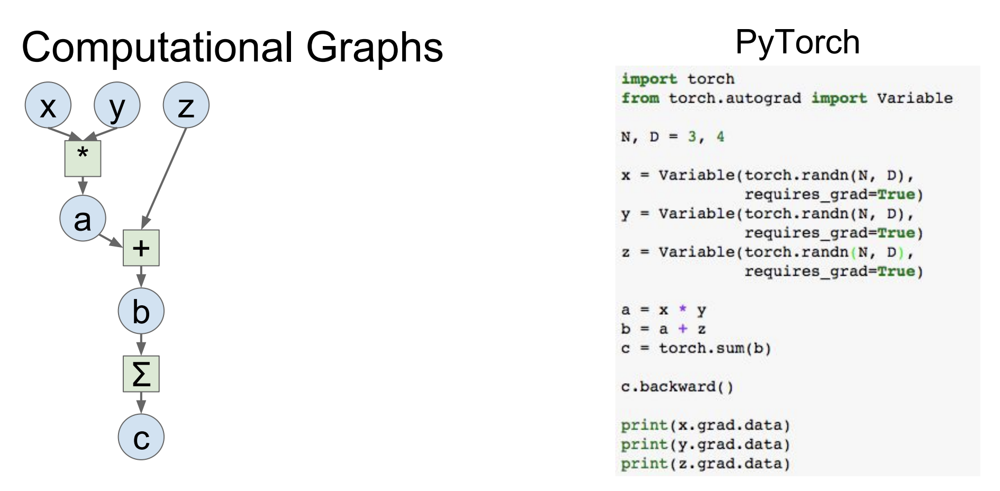 Computational Graphs
x y z
*
a
+
b
Σ
c
PyTorch
import torch
from torch.autograd import Variable
N, D = 3, 4
x = Variable(torch.randn(N, D),
requires_grad=True)
y = Variable(torch.randn(N, D),
requires_grad=True)
z = Variable(torch.randn(N, D),
requires_grad=True)
a = x * y
b = a + z
c = torch.sum(b)
c.backward()
print(x.grad.data)
print(y.grad.data)
print(z.grad.data)